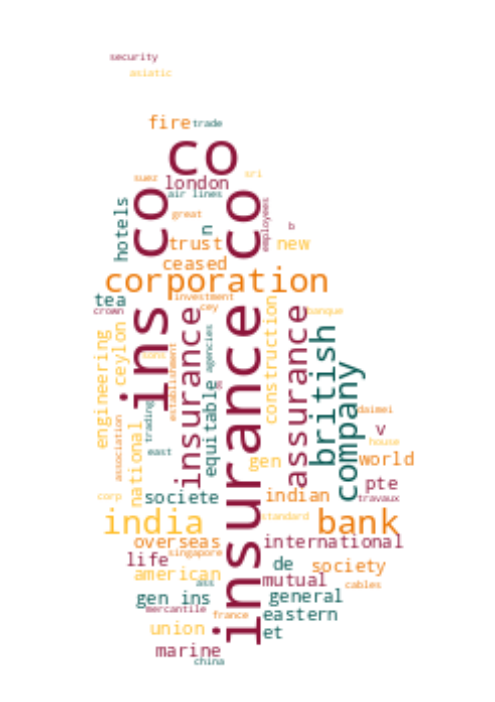 security
asiatic
fire trade
co
suez london sri
air lines
hotels
co
co
great
employees
n
b
trust new
ceased
corporation
tea investment
crown cey banque
ins
insurance
insurance
assurance
construction
british
company
engineering
ceylon
sons
establishment
agencies
equitable
association
trading
national
east
daimei
v
house
gen world
pte
corp societe indian travaux
india standard bank
overseas international
singapore
life de society
american mutual
ass cables
gen ins general
mercantile france eastern
union et
marine
china